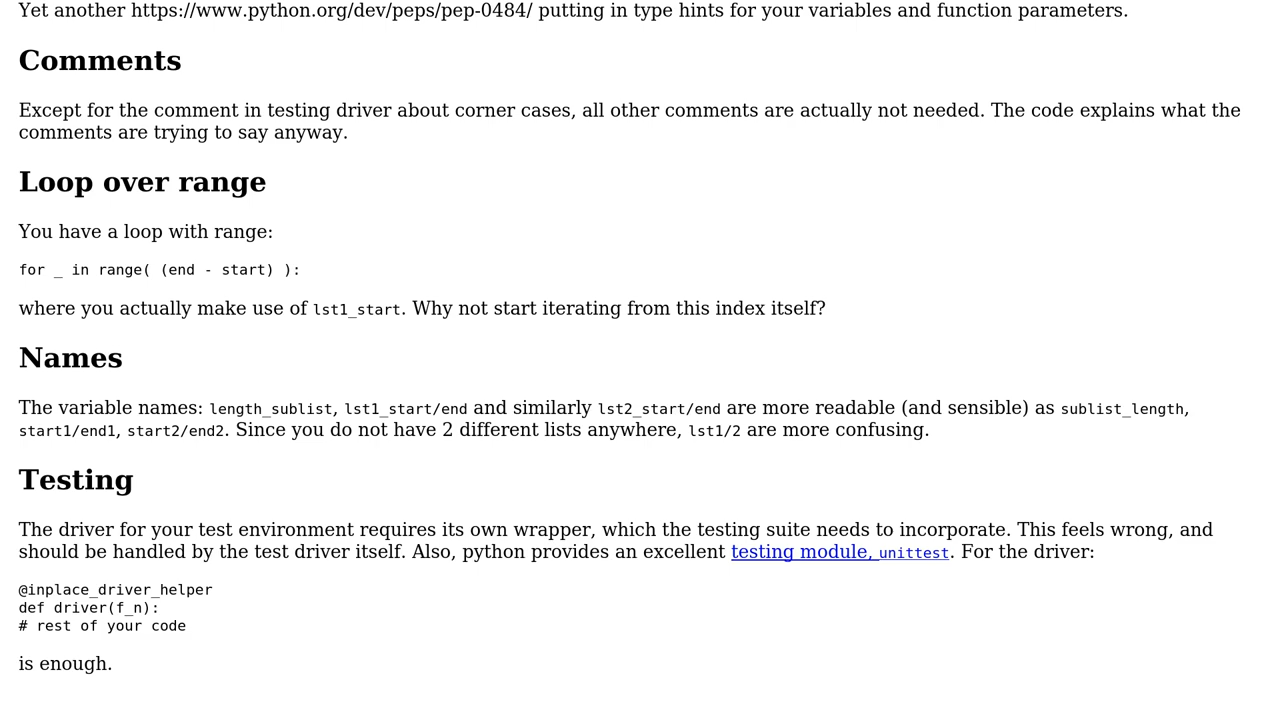 Yet another https://www.python.org/dev/peps/pep-0484/ putting in type hints for your variables and function parameters.
Comments
Except for the comment in testing driver about corner cases, all other comments are actually not needed. The code explains what the
comments are trying to say anyway.
Loop over range
You have a loop with range:
for _ in range( (end - start) ):
where you actually make use of lst1_start. Why not start iterating from this index itself?
Names
The variable names: length_sublist, lst1_start/end and similarly lst2_start/end are more readable (and sensible) as sublist_length,
start1/end1, start2/end2. Since you do not have 2 different lists anywhere, lst1/2 are more confusing.
Testing
The driver for your test environment requires its own wrapper, which the testing suite needs to incorporate. This feels wrong, and
should be handled by the test driver itself. Also, python provides an excellent testing module, unittest. For the driver:
@inplace_driver_helper
def driver(f_n):
# rest of your code
is enough.